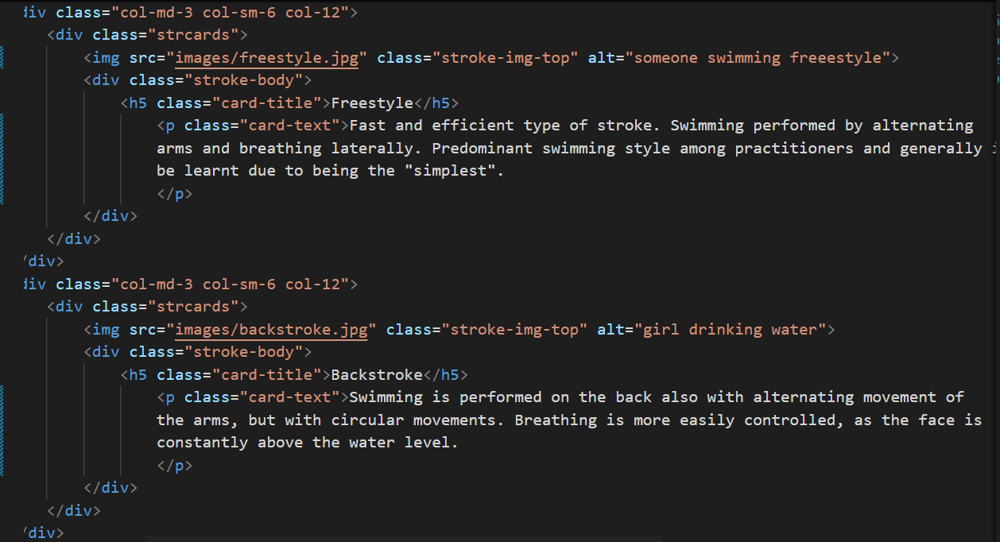 div class="col-md-3 col-sm-6 col-12">
<div class="strcards">
<img src="images/freestyle.jpg" class="stroke-img-top" alt="someone swimming freeestyle">
<div class="stroke-body">
<h5 class="card-title">Freestyle</h5>
<p class="card-text">Fast and efficient type of stroke. Swimming performed by alternating
arms and breathing laterally. Predominant swimming style among practitioners and generally
be learnt due to being the "simplest".
</p>
</div>
</div>
/div>
div class="col-md-3 col-sm-6 col-12">
<div class="strcards">
<img src="images/backstroke.jpg" class="stroke-img-top" alt="girl drinking water">
<div class="stroke-body">
<h5 class="card-title">Backstroke</h5>
<p class="card-text">Swimming is performed on the back also with alternating movement of
the arms, but with circular movements. Breathing is more easily controlled, as the face is
constantly above the water level.
</p>
</div>
</div>
/div>